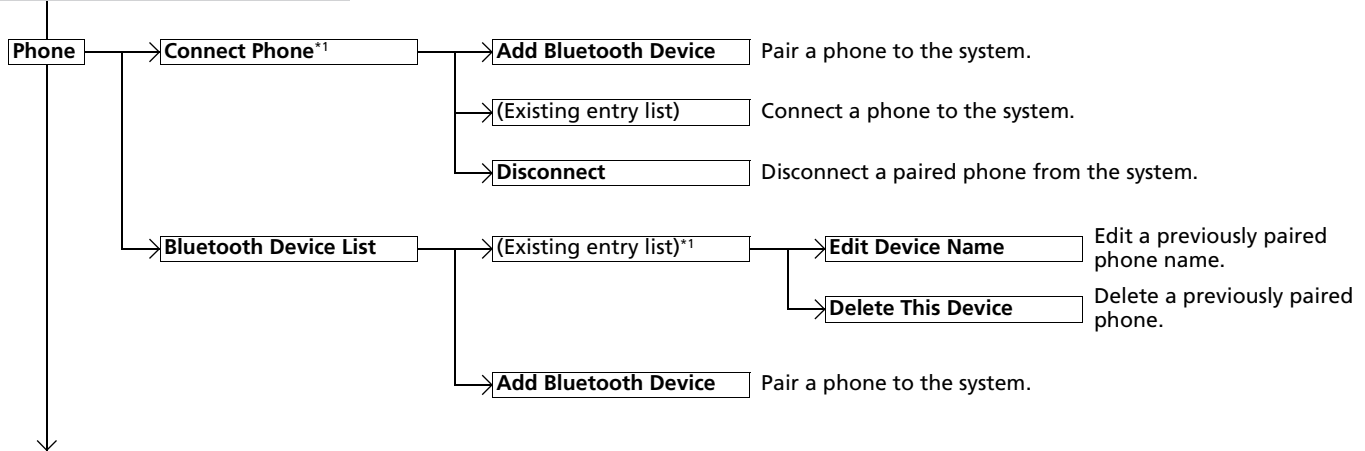 Phone
Connect Phone*1
Add Bluetooth Device
Pair a phone to the system.
(Existing entry list)
Connect a phone to the system.
Disconnect
Disconnect a paired phone from the system.
Bluetooth Device List
(Existing entry list)*1
Edit Device Name
Edit a previously paired
phone name.
Delete This Device
Delete a previously paired
phone.
Add Bluetooth Device
Pair a phone to the system.